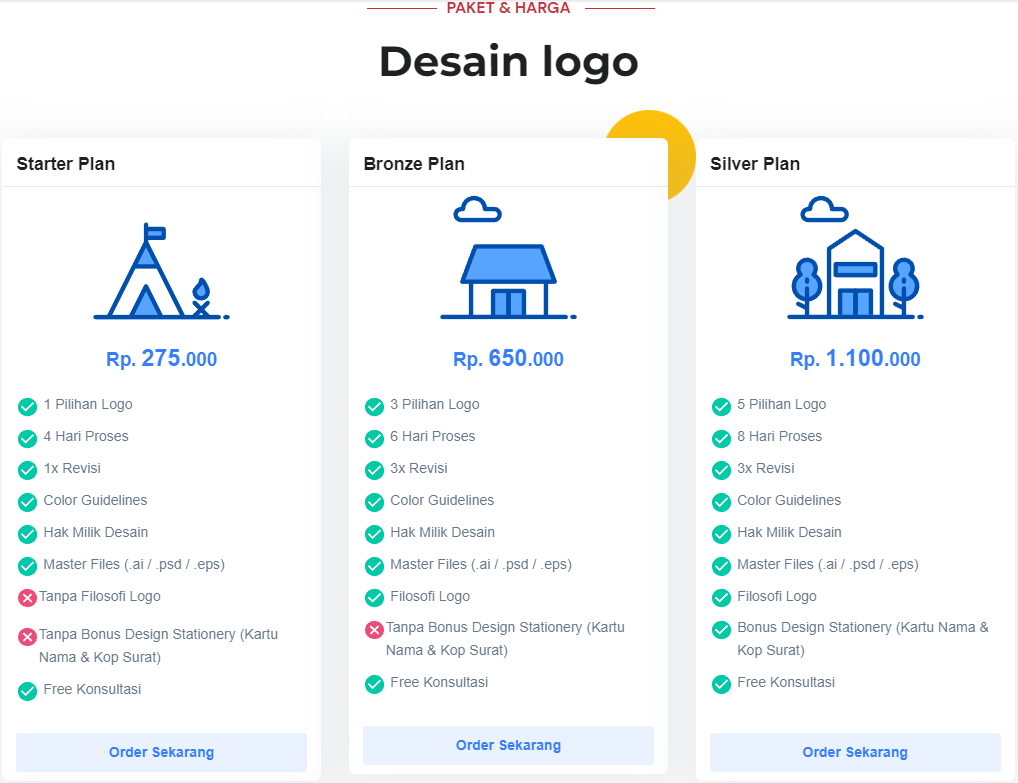 PAKET & HARGA
Desain logo
Starter Plan
Rp. 275.000
1 Pilihan Logo
4 Hari Proses
1x Revisi
Color Guidelines
Hak Milik Desain
Master Files (.ai / .psd / .eps)
Tanpa Filosofi Logo
Tanpa Bonus Design Stationery (Kartu
Nama & Kop Surat)
Free Konsultasi
Order Sekarang
Bronze Plan
Rp. 650.000
3 Pilihan Logo
6 Hari Proses
3x Revisi
Color Guidelines
Hak Milik Desain
Master Files (.ai / .psd / .eps)
Filosofi Logo
Tanpa Bonus Design Stationery (Kartu
Nama & Kop Surat)
Free Konsultasi
Order Sekarang
Silver Plan
Rp. 1.100.000
5 Pilihan Logo
8 Hari Proses
3x Revisi
Color Guidelines
Hak Milik Desain
Master Files (.ai / .psd / .eps)
Filosofi Logo
Bonus Design Stationery (Kartu Nama &
Kop Surat)
Free Konsultasi
Order Sekarang